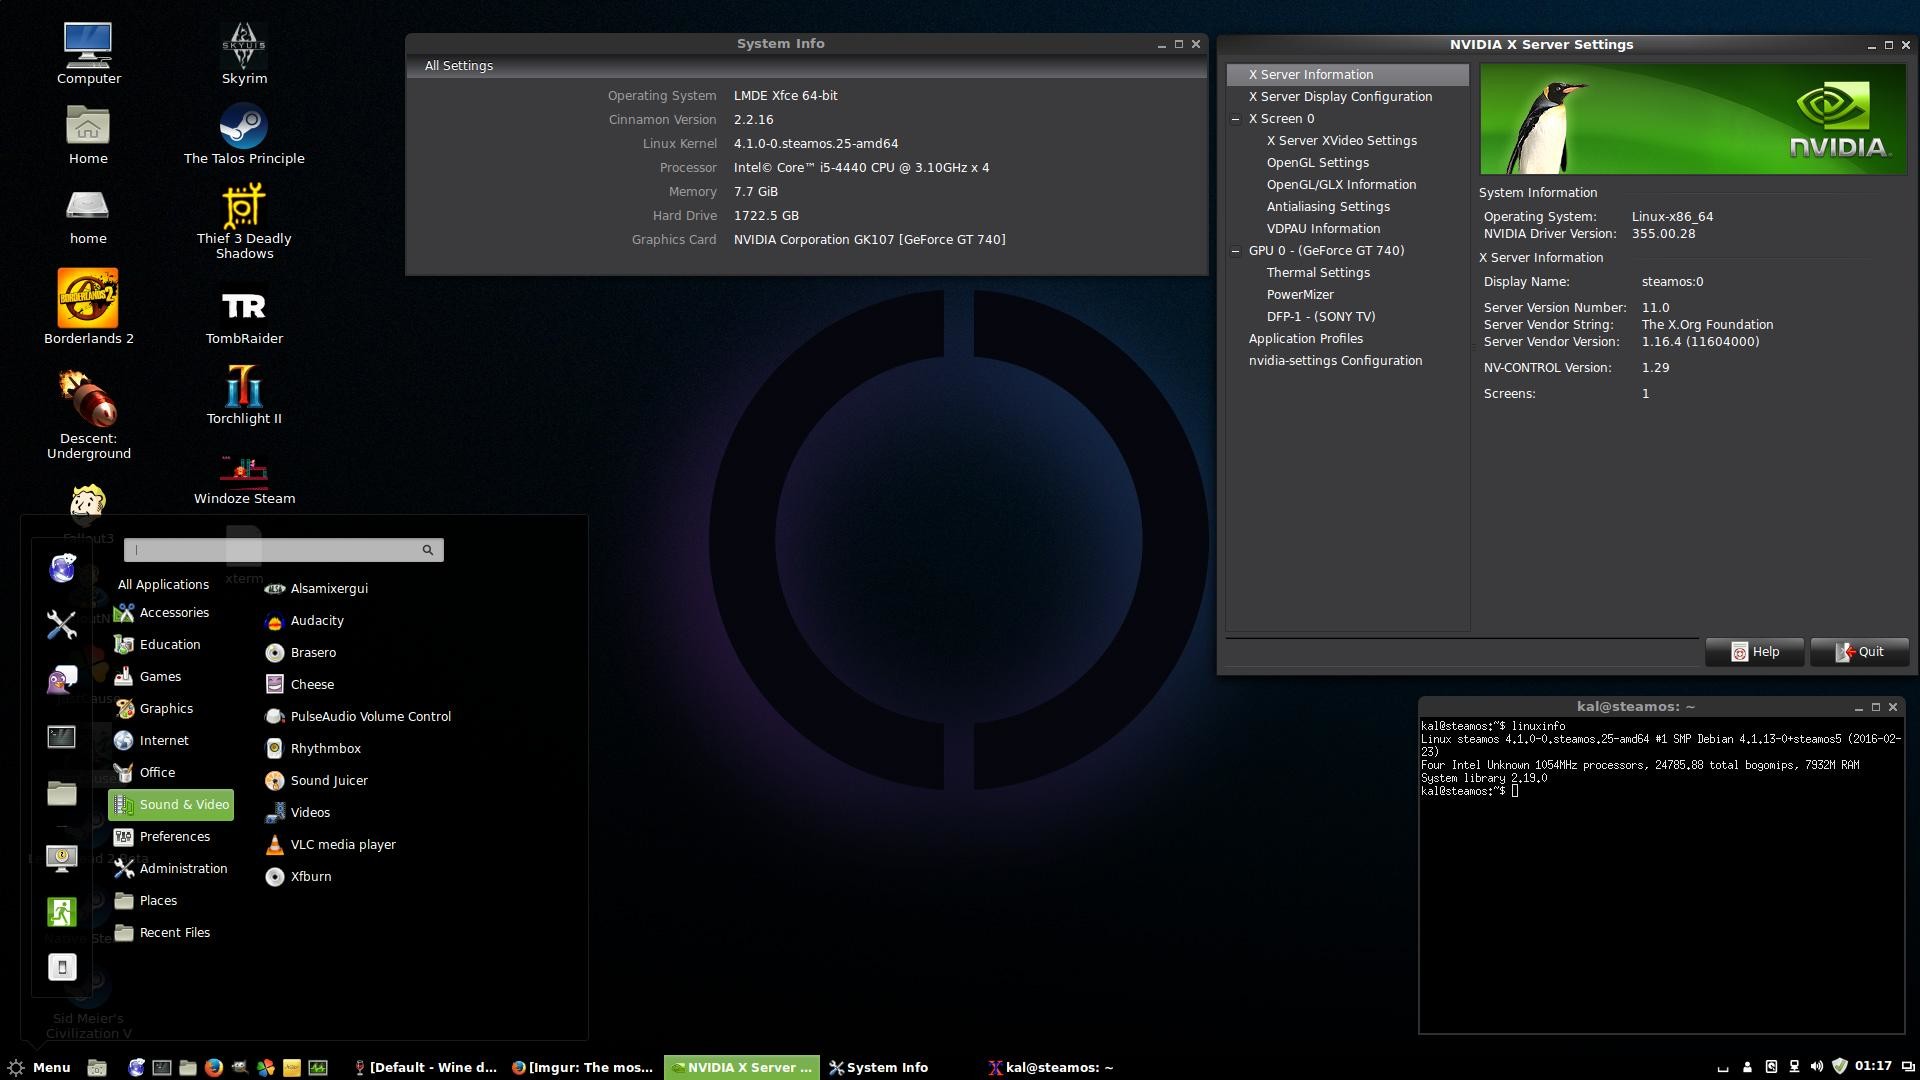 Computer
Skyrim
Home
The Talos Principle
home
Thief 3 Deadly
Shadows
Borderlands 2
TombRaider
Torchlight II
Descent:
Underground
Windoze Steam
Fallout3
xterm
Sid Meier's
Civilization V
System Info
All Settings
Operating System LMDE Xfce 64-bit
Cinnamon Version 2.2.16
Linux Kernel 4.1.0-0.steamos.25-amd64
Processor Intel© Core™ i5-4440 CPU @ 3.10GHz x 4
Memory 7.7 GiB
Hard Drive 1722.5 GB
Graphics Card NVIDIA Corporation GK107 [GeForce GT 740]
NVIDIA X Server Settings
X Server Information
X Server Display Configuration
X Screen 0
X Server XVideo Settings
OpenGL Settings
OpenGL/GLX Information
Antialiasing Settings
VDPAU Information
GPU 0 - (GeForce GT 740)
Thermal Settings
PowerMizer
DFP-1 - (SONY TV)
Application Profiles
nvidia-settings Configuration
NVIDIA.
System Information
Operating System: Linux-x86_64
NVIDIA Driver Version: 355.00.28
X Server Information
Display Name: steamos:0
Server Version Number: 11.0
Server Vendor String: The X.Org Foundation
Server Vendor Version: 1.16.4 (11604000)
NV-CONTROL Version: 1.29
Screens: 1
Help
Quit
All Applications
Accessories
Education
Games
Graphics
Internet
Office
Sound & Video
Preferences
Administration
Places
Recent Files
Alsamixergui
Audacity
Brasero
Cheese
PulseAudio Volume Control
Rhythmbox
Sound Juicer
Videos
VLC media player
Xfburn
kal@steamos: ~
kal@steamos:~$ linuxinfo
Linux steamos 4.1.0-0.steamos.25-amd64 #1 SMP Debian 4.1.13-0+steamos5 (2016-02-
23)
Four Intel Unknown 1054MHz processors, 24785.88 total bogomips, 7932M RAM
System library 2.19.0
kal@steamos:~$
Menu
[Default - Wine d...
[Imgur: The mos...
NVIDIA X Server ...
System Info
kal@steamos: ~
01:17